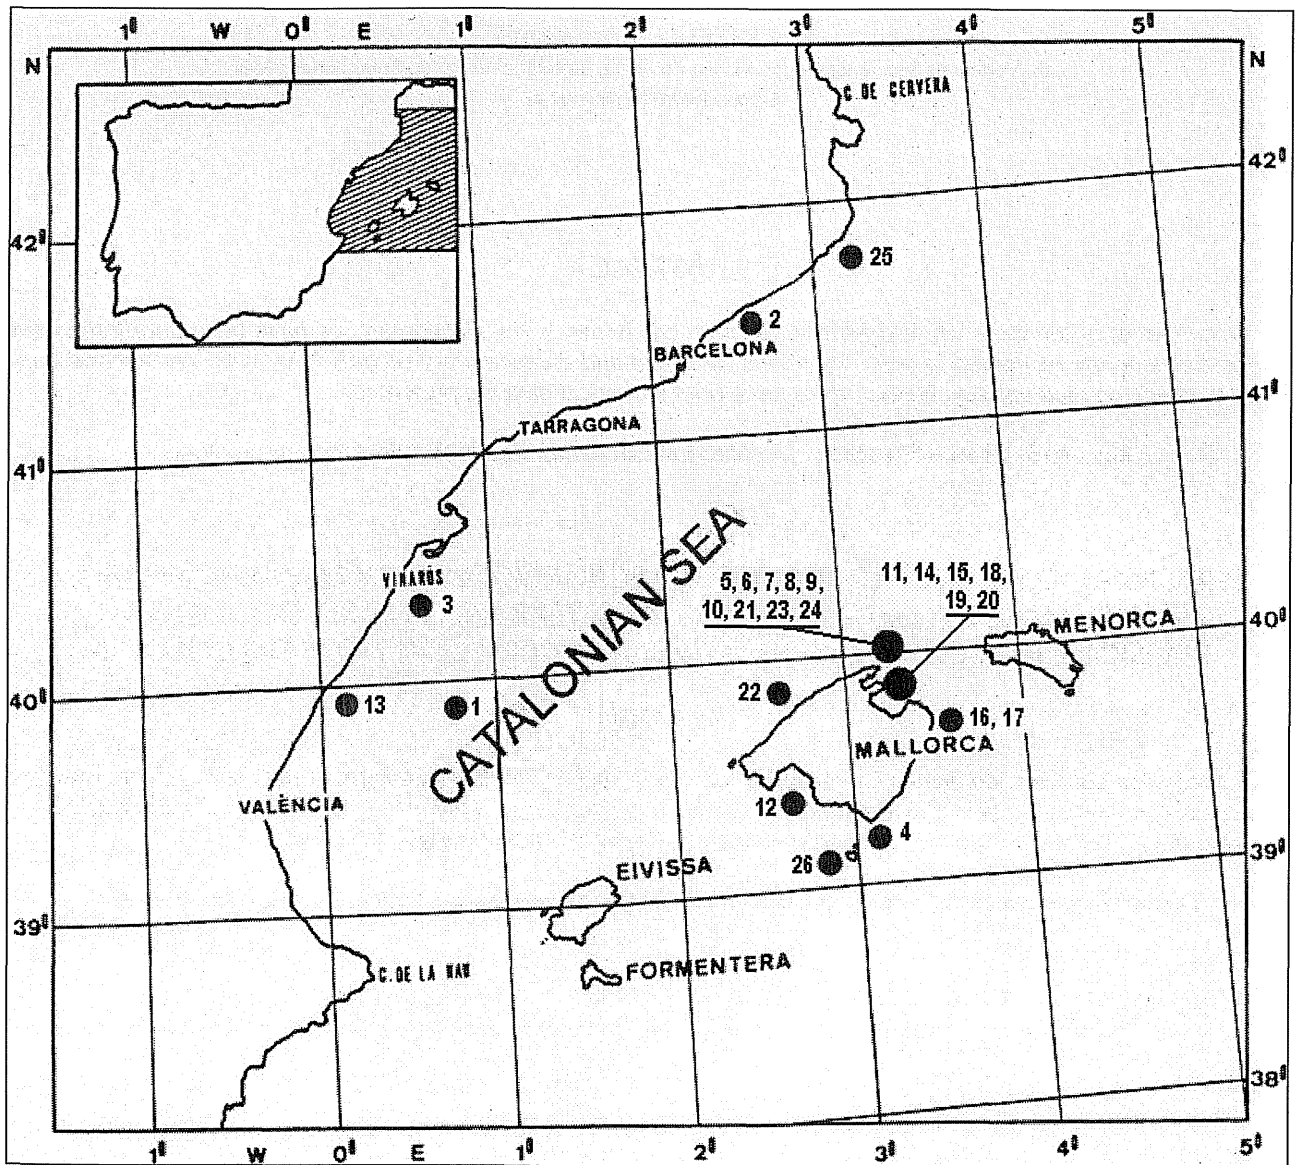 1⁰ W 0⁰ E 1⁰ 2⁰ 3⁰ 4⁰ 5⁰
N N
C. DE CERVERA
42⁰
42⁰
25
2
BARCELONA
41⁰
TARRAGONA
41⁰
CATALONIAN SEA
VINARÓS
3
5, 6, 7, 8, 9,
10, 21, 23, 24
11, 14, 15, 18,
19, 20
MENORCA
40⁰
40⁰
13
1
22
16, 17
MALLORCA
VALÈNCIA
12
4
26
39⁰
EIVISSA
39⁰
C. DE LA NAU
FORMENTERA
38⁰
1⁰ W 0⁰ E 1⁰ 2⁰ 3⁰ 4⁰ 5⁰